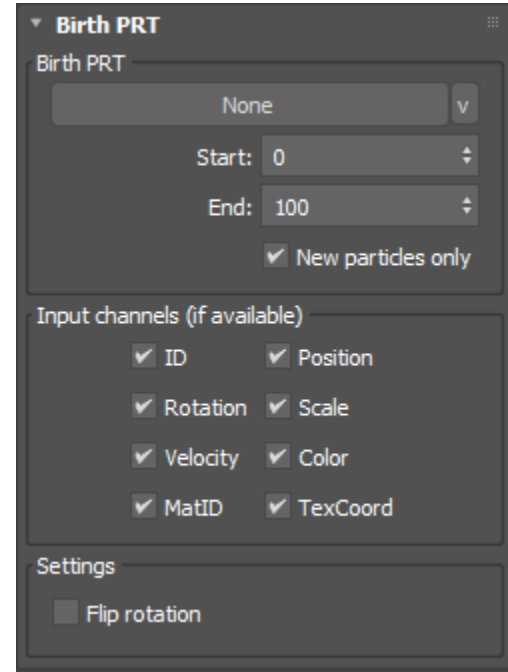 Birth PRT
Birth PRT
None v
Start: 0
End: 100
New particles only
Input channels (if available)
ID Position
Rotation Scale
Velocity Color
MatID TexCoord
Settings
Flip rotation